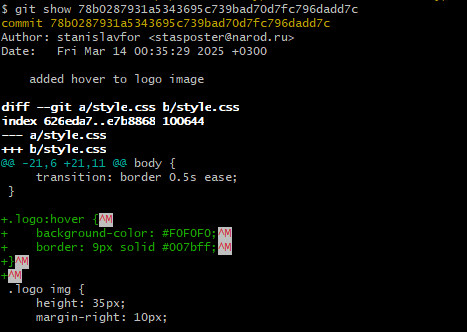 $ git show 78b0287931a5343695c739bad70d7fc796dadd7c
commit 78b0287931a5343695c739bad70d7fc796dadd7c
Author: stanislavfor <stasposter@narod.ru>
Date:   Fri Mar 14 00:35:29 2025 +0300

    added hover to logo image

diff --git a/style.css b/style.css
index 626eda7..e7b8868 100644
--- a/style.css
+++ b/style.css
@@ -21,6 +21,11 @@ body {
     transition: border 0.5s ease;
 }

+.logo:hover {^M
+    background-color: #F0F0F0;^M
+    border: 9px solid #007bff;^M
+}^M
+^M
 .logo img {
     height: 35px;
     margin-right: 10px;